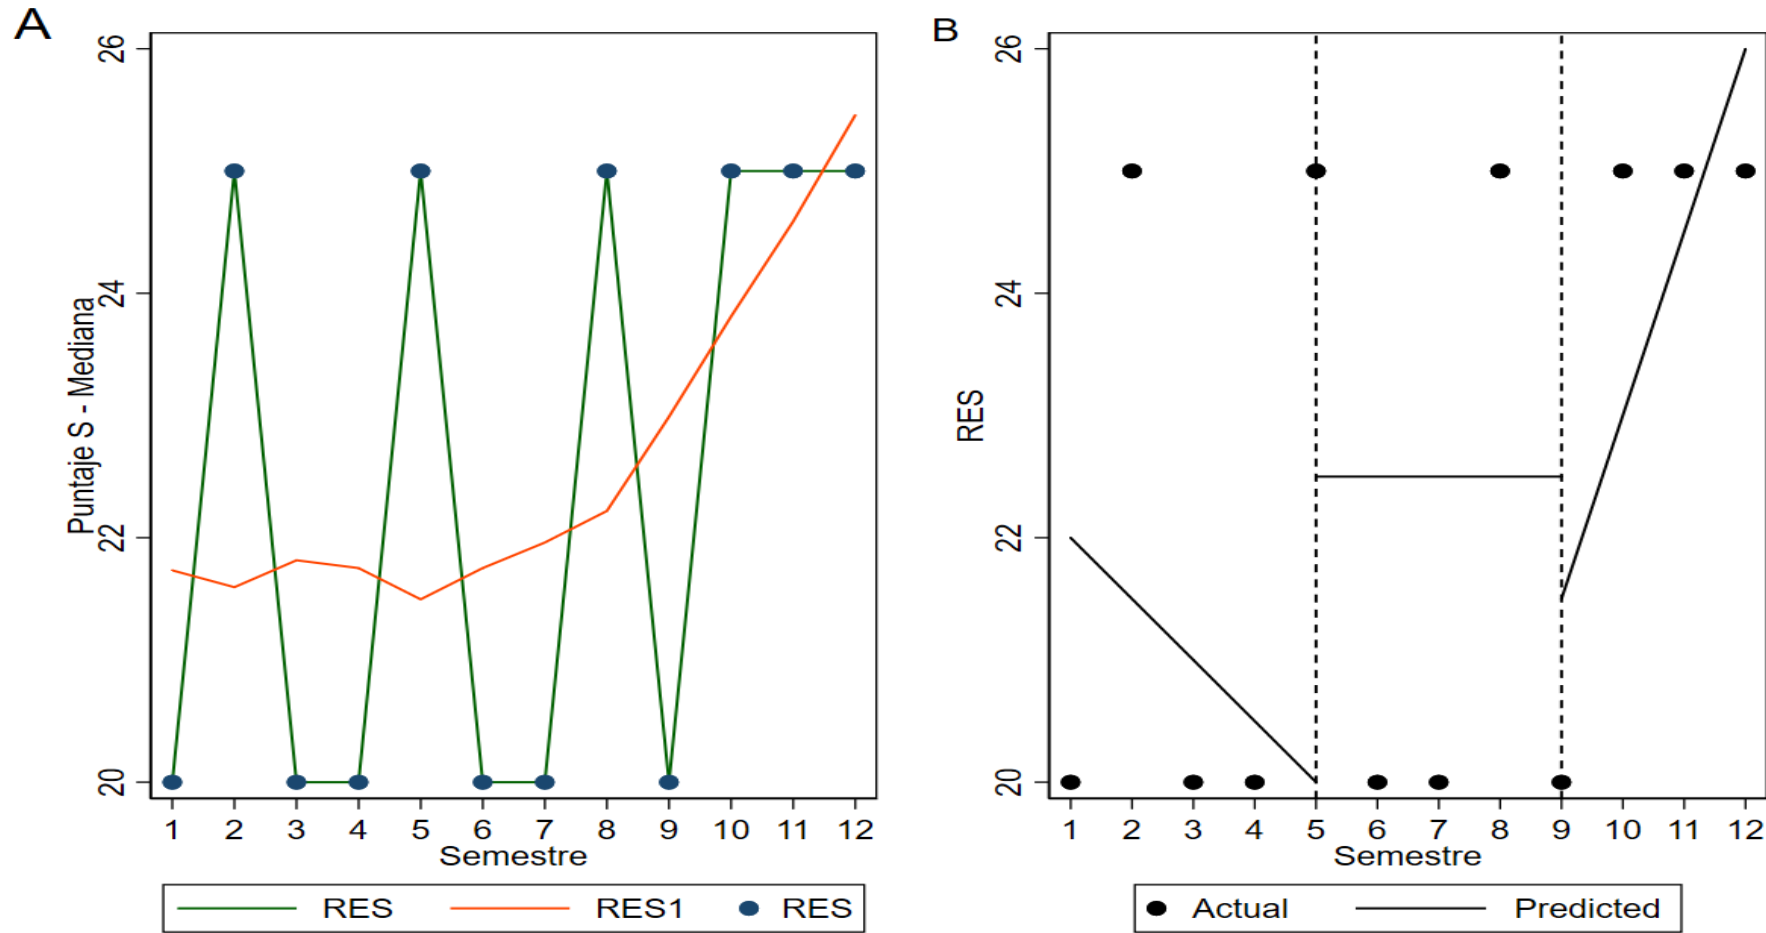 A
Puntaje S - Mediana
26
24
22
20
1 2 3 4 5 6 7 8 9 10 11 12
Semestre
RES RES1 RES
B
RES
26
24
22
20
1 2 3 4 5 6 7 8 9 10 11 12
Semestre
Actual Predicted